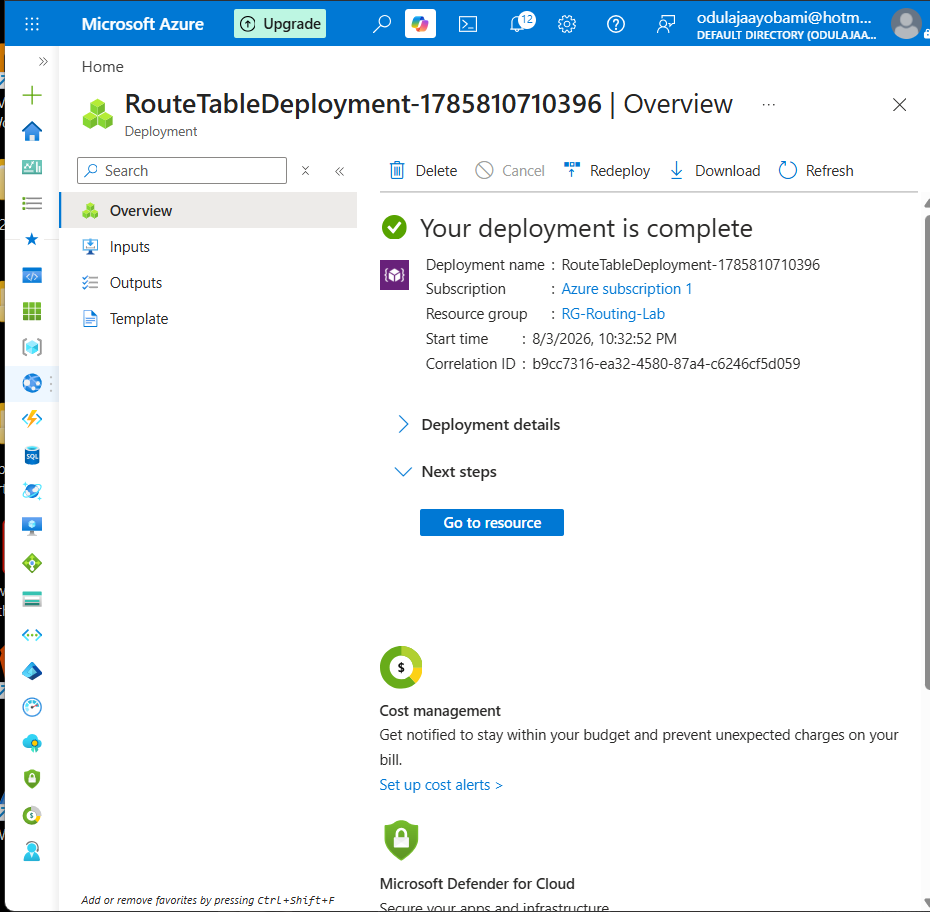 Microsoft Azure
Upgrade
12
odulajaayobami@hotm...
DEFAULT DIRECTORY (ODULAJAA...
Home
RouteTableDeployment-1785810710396 | Overview ...
Deployment
Search
Delete
Cancel
Redeploy
Download
Refresh
Overview
Inputs
Outputs
Template
Your deployment is complete
Deployment name : RouteTableDeployment-1785810710396
Subscription : Azure subscription 1
Resource group : RG-Routing-Lab
Start time : 8/3/2026, 10:32:52 PM
Correlation ID : b9cc7316-ea32-4580-87a4-c6246cf5d059
Deployment details
Next steps
Go to resource
$
Cost management
Get notified to stay within your budget and prevent unexpected charges on your
bill.
Set up cost alerts >
Microsoft Defender for Cloud
Secure your apps and infrastructure
SQL
Add or remove favorites by pressing Ctrl+Shift+F